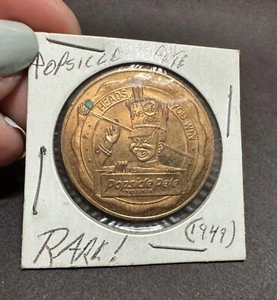 POPSICLE PETE
HEADS YOU WIN
Popsicle Pete
RARE!
(1949)